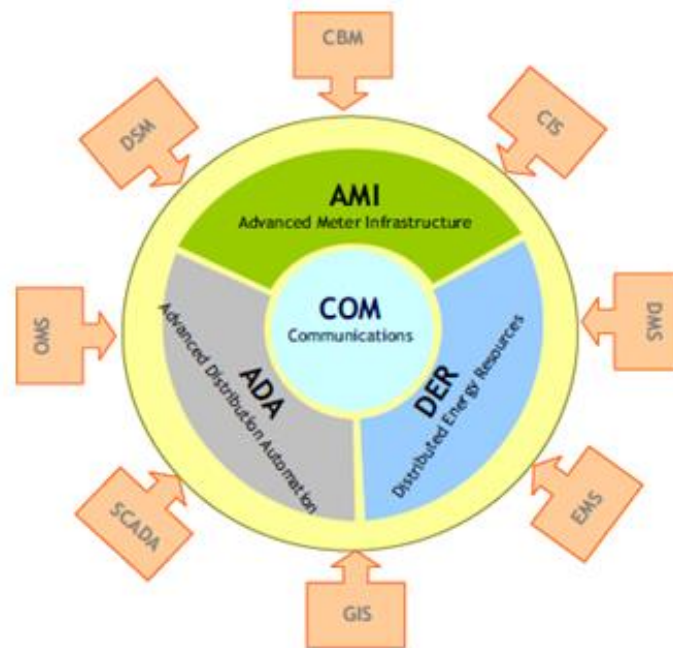 CBM
CIS
DSM
AMI
Advanced Meter Infrastructure
COM
Communications
OMS
DMS
ADA
Advanced Distribution Automation
DER
Distributed Energy Resources
SCADA
EMS
GIS